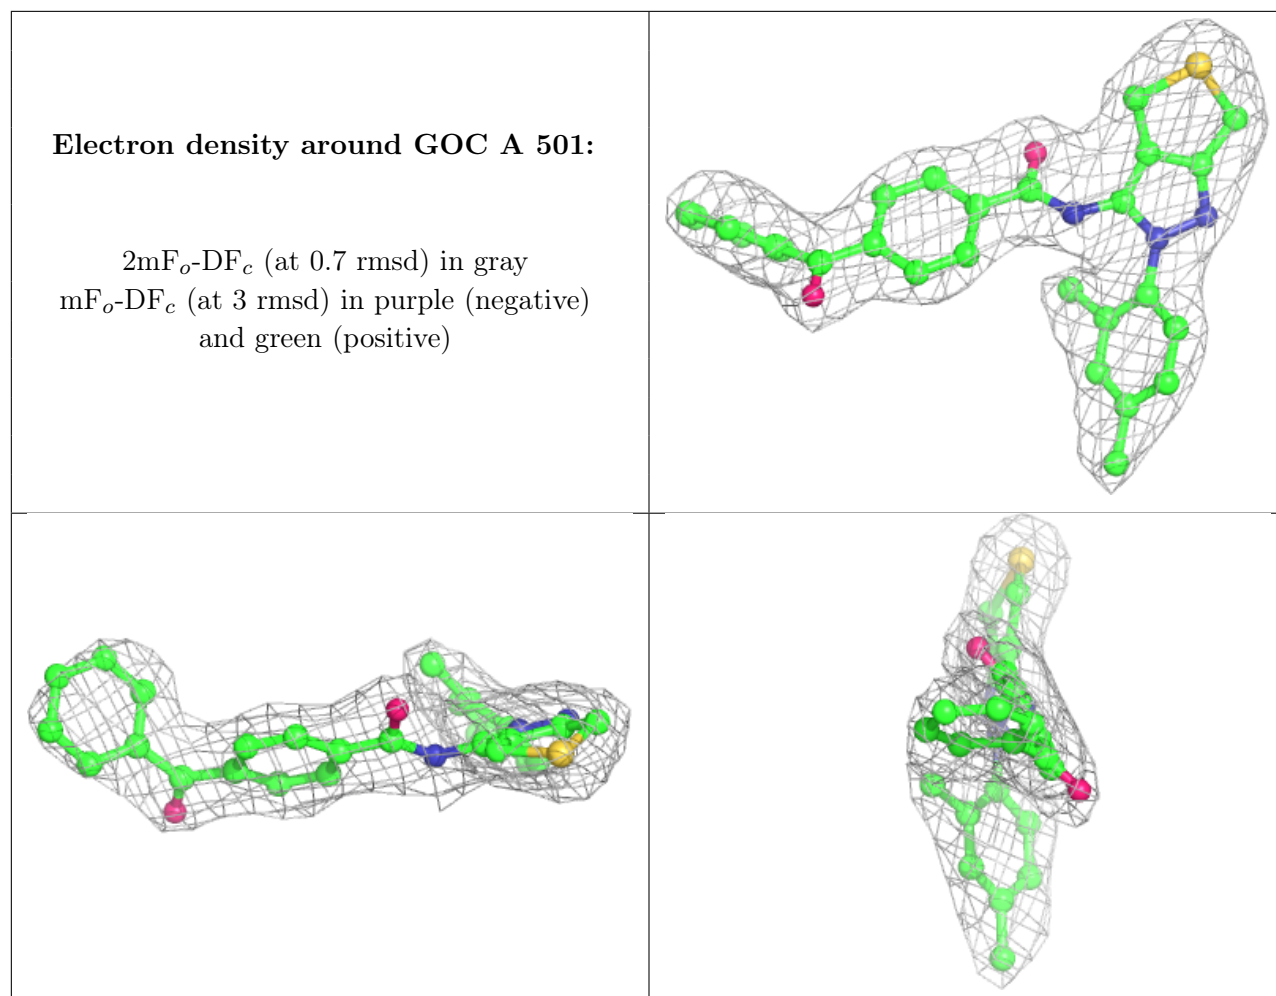 Electron density around GOC A 501:
2mFo-DFc (at 0.7 rmsd) in gray
mFo-DFc (at 3 rmsd) in purple (negative)
and green (positive)